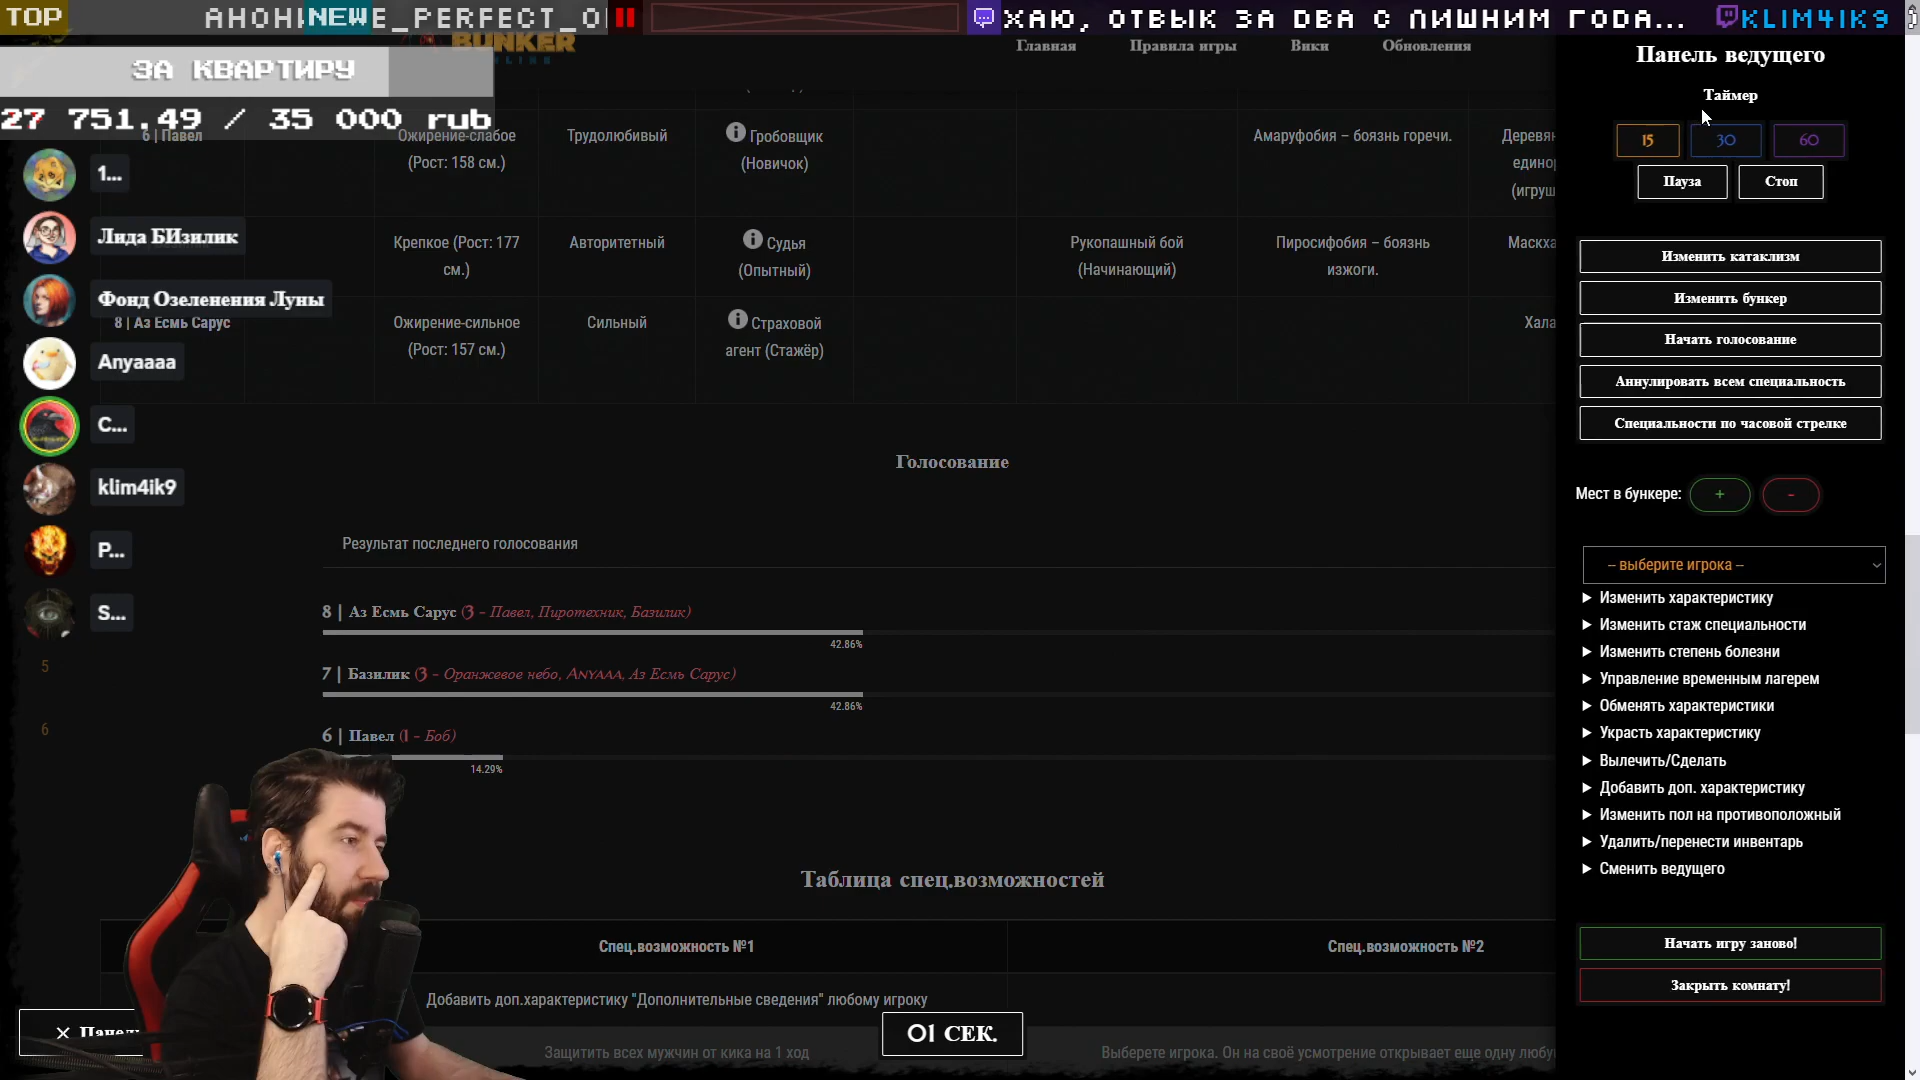 TOP
NEW
E_PERFECT_O
ХАЮ, ОТВЫК ЗА DВА С ЛИШНИМ ГОDА...
KLIM4IK9
BUNKER
Главная
Правила игры
Вики
Обновления
ЗА КВАРТИРУ
27 751.49 / 35 000 rub
6 | Павел
Ожирение-слабое
(Рост: 158 см.)
Трудолюбивый
Гробовщик
(Новичок)
Амаруфобия – боязнь горечи.
1...
Лида БИзилик
Крепкое (Рост: 177
см.)
Авторитетный
Судья
(Опытный)
Рукопашный бой
(Начинающий)
Пиросифобия – боязнь
изжоги.
Фонд Озеленения Луны
8 | Аз Есмь Сарус
Ожирение-сильное
(Рост: 157 см.)
Сильный
Страховой
агент (Стажёр)
Anyaaaa
C...
klim4ik9
P...
S...
5
6
Голосование
Результат последнего голосования
8 | Аз Есмь Сарус (3 - Павел, Пиротехник, Базилик)
42.86%
7 | Базилик (3 - Оранжевое небо, Anyaaa, Аз Есмь Сарус)
42.86%
6 | Павел (1 - Боб)
14.29%
Таблица спец.возможностей
Спец.возможность №1
Спец.возможность №2
Добавить доп.характеристику "Дополнительные сведения" любому игроку
Защитить всех мужчин от кика на 1 ход
Выберете игрока. Он на своё усмотрение открывает еще одну
01 СЕК.
Панель ведущего
Таймер
15
30
60
Пауза
Стоп
Изменить катаклизм
Изменить бункер
Начать голосование
Аннулировать всем специальность
Специальности по часовой стрелке
Мест в бункере:
+
-
-- выберите игрока --
Изменить характеристику
Изменить стаж специальности
Изменить степень болезни
Управление временным лагерем
Обменять характеристики
Украсть характеристику
Вылечить/Сделать
Добавить доп. характеристику
Изменить пол на противоположный
Удалить/перенести инвентарь
Сменить ведущего
Начать игру заново!
Закрыть комнату!